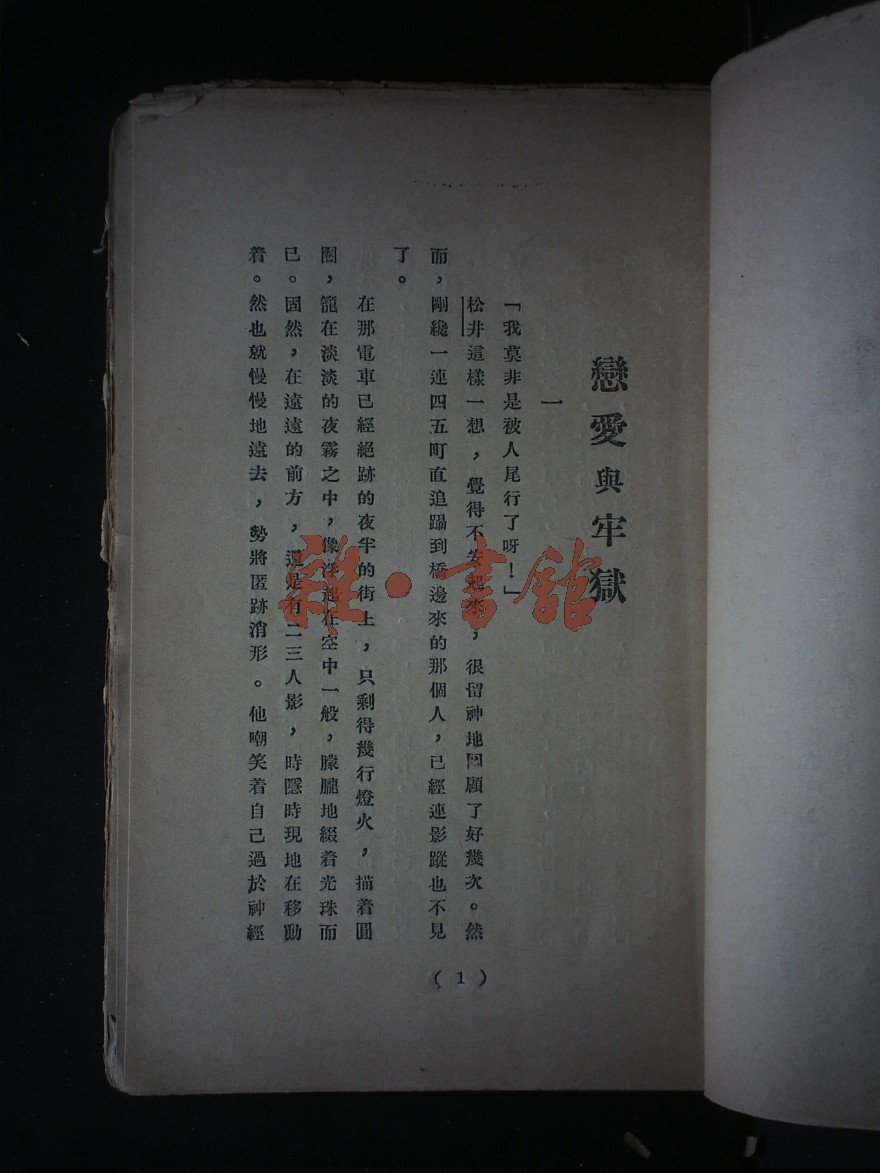 戀愛與牢獄
一
「我莫非是被人尾行了呀！」
松井這樣一想，覺得不安起來，很留神地回顧了好幾次。然
而，剛纔一連四五町直追躡到橋邊來的那個人，已經連影蹤也不見
了。
在那電車已經絕跡的夜半的街上，只剩得幾行燈火，描着圓
圈，籠在淡淡的夜霧之中，像浮起在空中一般，朦朧地綴着光珠而
已。固然，在遠遠的前方，還是有二三人影，時隱時現地在移動
着。然也就慢慢地遠去，勢將匿跡消形。他嘲笑着自己過於神經
(1)
雜·書館